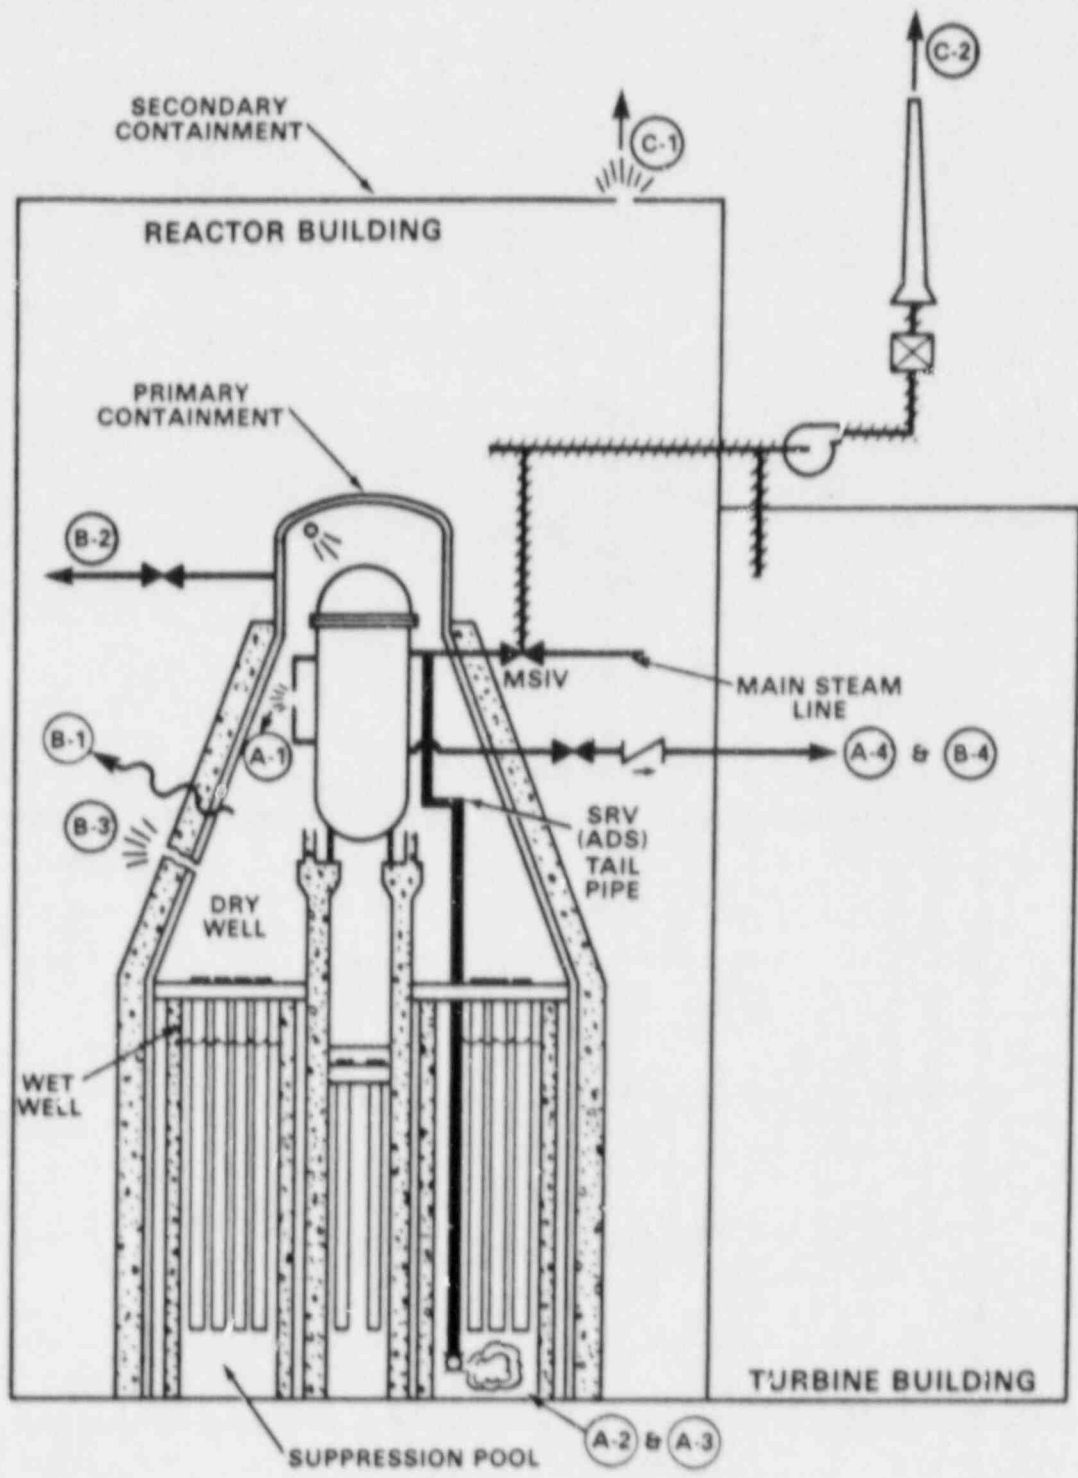 C-2
SECONDARY
CONTAINMENT
C-1
REACTOR BUILDING
PRIMARY
CONTAINMENT
B-2
MSIV
MAIN STEAM
LINE
B-1
A-1
A-4 & B-4
B-3
SRV
(ADS)
TAIL
PIPE
DRY
WELL
WET
WELL
TURBINE BUILDING
A-2 & A-3
SUPPRESSION POOL